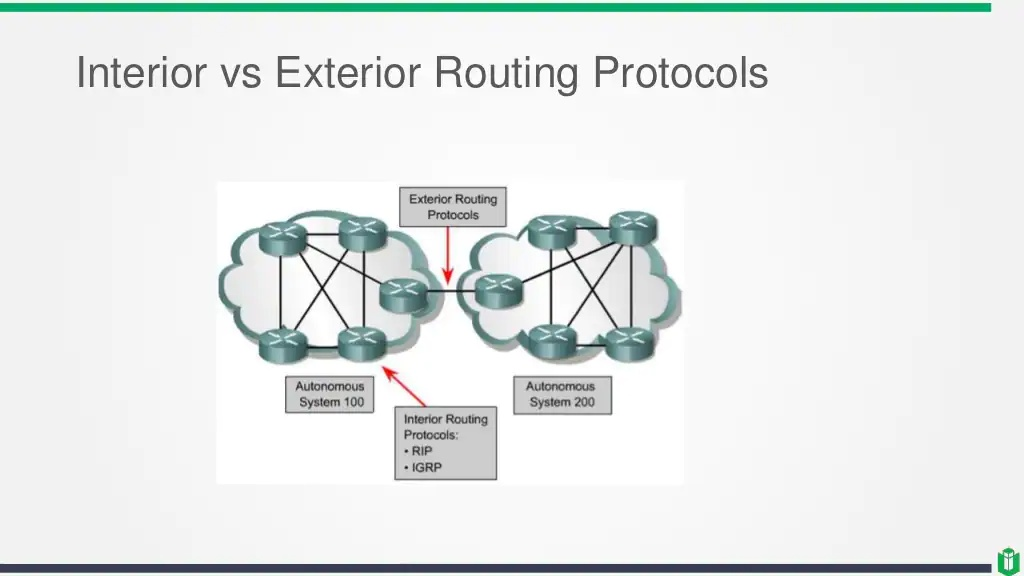 Interior vs Exterior Routing Protocols
Exterior Routing
Protocols
Autonomous
System 100
Autonomous
System 200
Interior Routing
Protocols:
• RIP
• IGRP